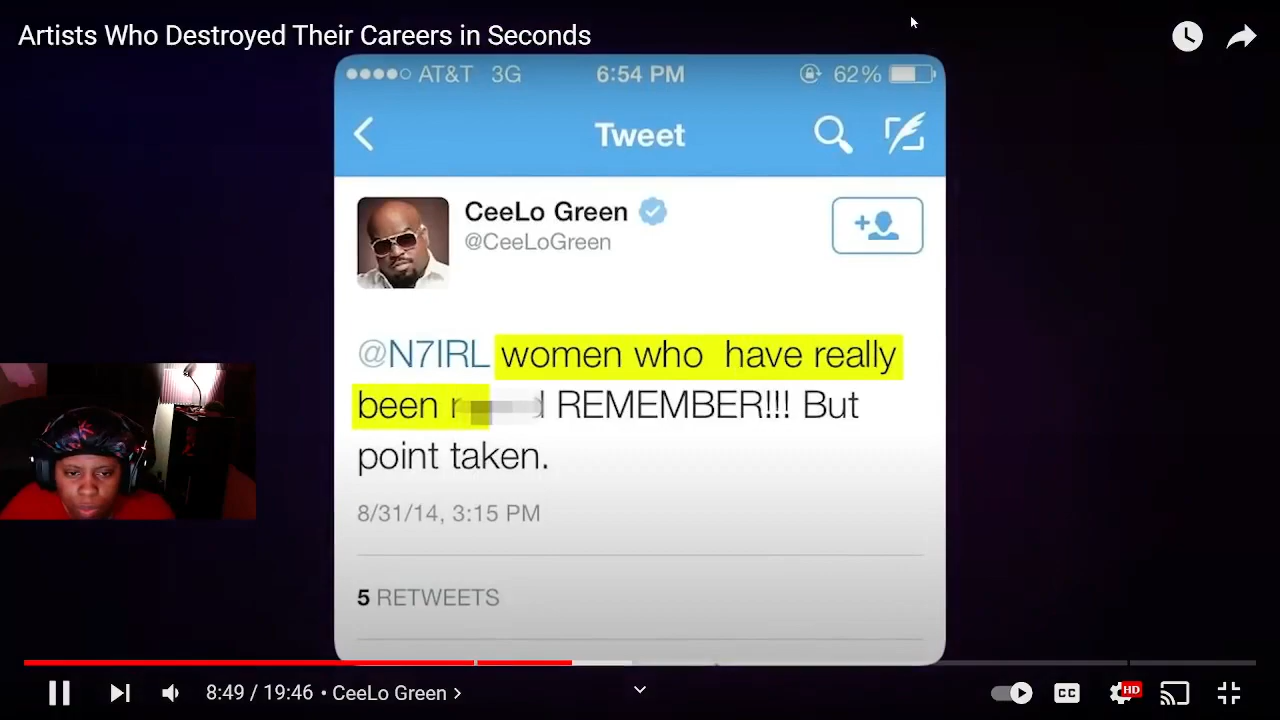 Artists Who Destroyed Their Careers in Seconds
AT&T 3G 6:54 PM 62%
Tweet
CeeLo Green
@CeeLoGreen
@N7IRL women who have really
been REMEMBER!!! But
point taken.
8/31/14, 3:15 PM
5 RETWEETS
8:49 / 19:46 • CeeLo Green >
CC HD